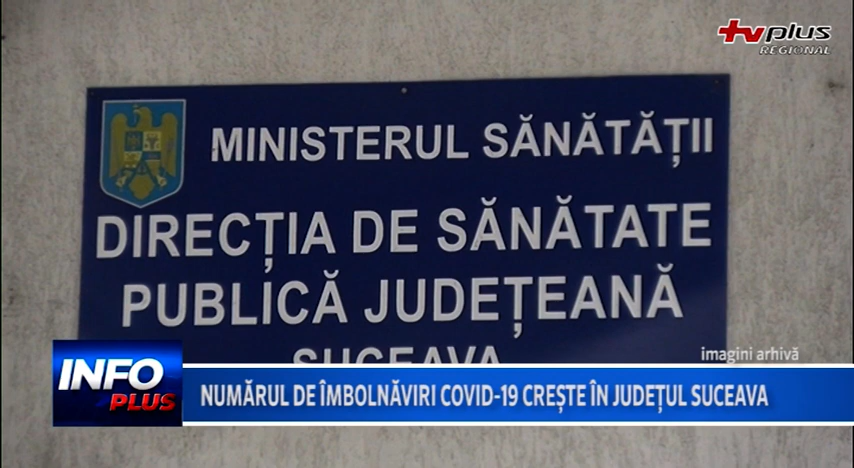 tvplus
REGIONAL
MINISTERUL SĂNĂTĂȚII
DIRECȚIA DE SĂNĂTATE
PUBLICĂ JUDEȚEANĂ
SUCEAVA
imagini arhivă
INFO
PLUS
NUMĂRUL DE ÎMBOLNĂVIRI COVID-19 CREȘTE ÎN JUDEȚUL SUCEAVA